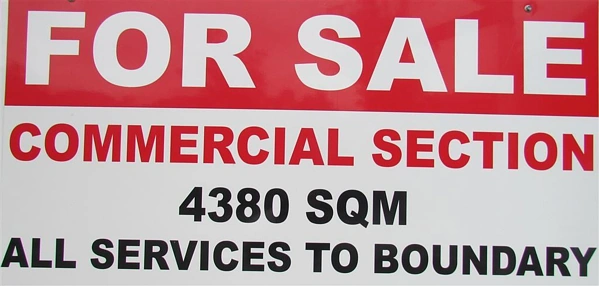 FOR SALE
COMMERCIAL SECTION
4380 SQM
ALL SERVICES TO BOUNDARY